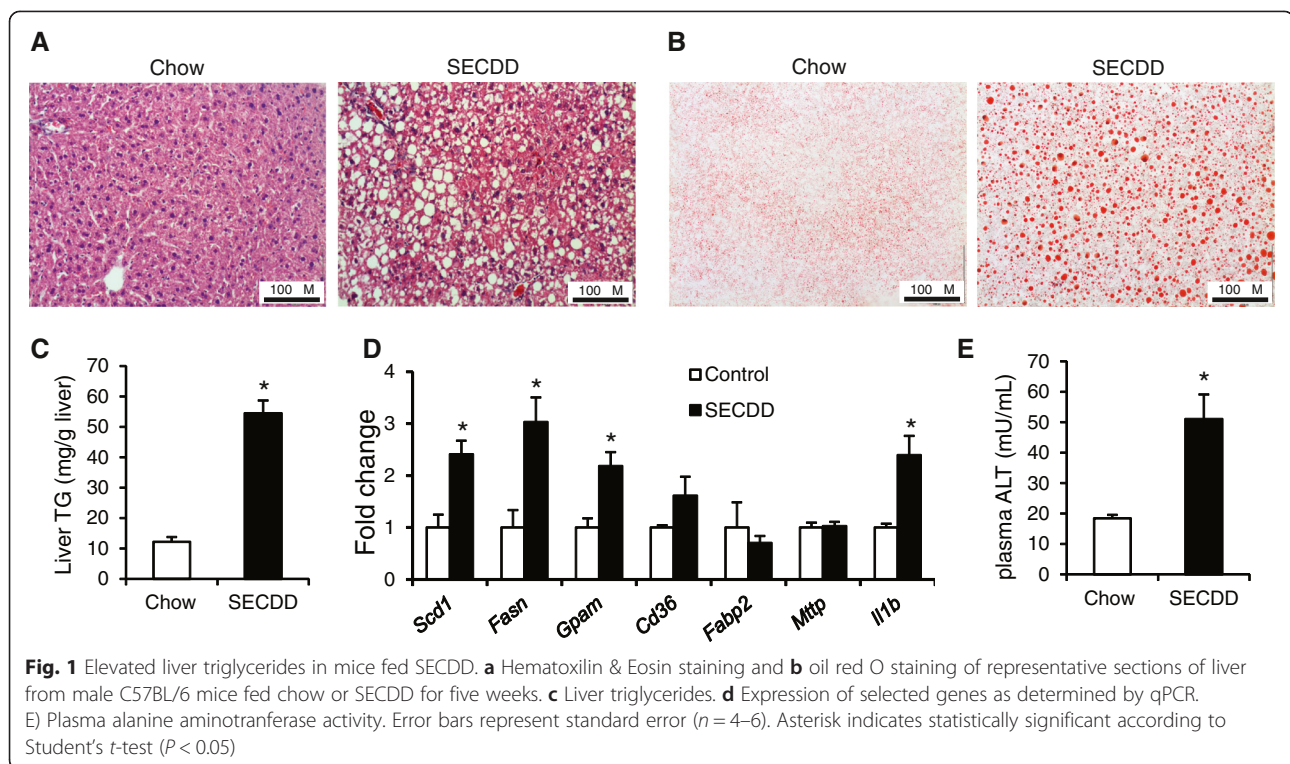 A
B
Chow
SECDD
Chow
SECDD
100 M
100 M
100 M
100 M
C
D
E
Liver TG (mg/g liver)
70
60
50
40
30
20
10
0
*
Chow
SECDD
Fold change
4
3
2
1
0
Control
SECDD
*
*
*
*
Scd1
Fasn
Gpam
Cd36
Fabp2
Mttp
Il1b
plasma ALT (mU/mL)
70
60
50
40
30
20
10
0
*
Chow
SECDD
Fig. 1 Elevated liver triglycerides in mice fed SECDD. a Hematoxilin & Eosin staining and b oil red O staining of representative sections of liver
from male C57BL/6 mice fed chow or SECDD for five weeks. c Liver triglycerides. d Expression of selected genes as determined by qPCR.
E) Plasma alanine aminotranferase activity. Error bars represent standard error (n = 4–6). Asterisk indicates statistically significant according to
Student's t-test (P < 0.05)